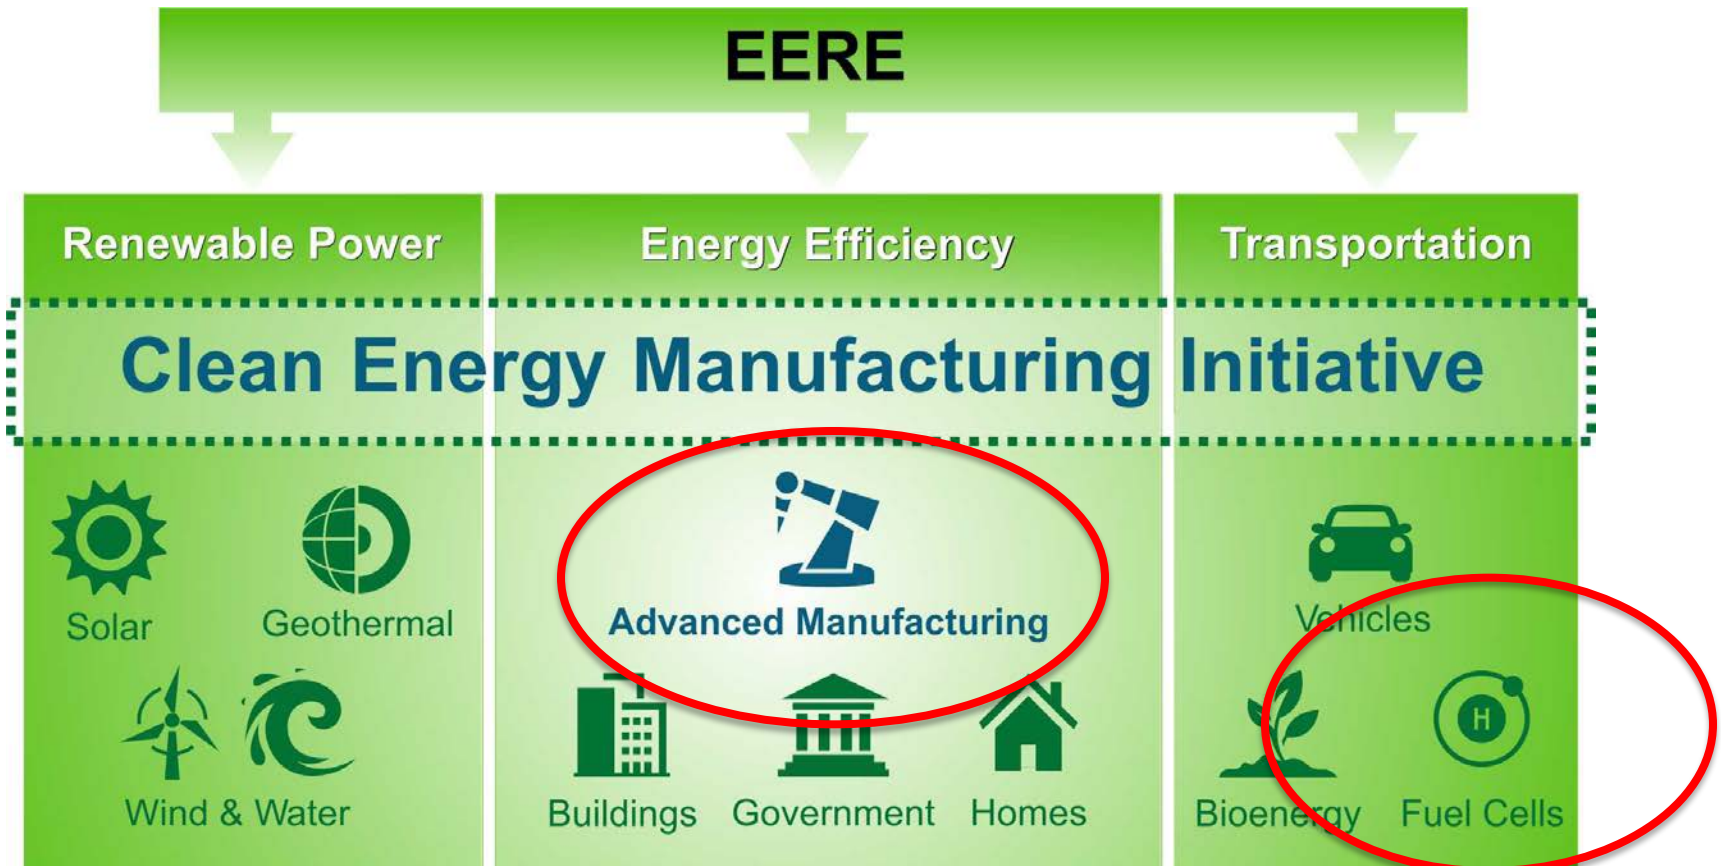 EERE
Renewable Power
Energy Efficiency
Transportation
Clean Energy Manufacturing Initiative
Solar
Geothermal
Wind & Water
Advanced Manufacturing
Buildings
Government
Homes
Vehicles
Bioenergy
H
Fuel Cells